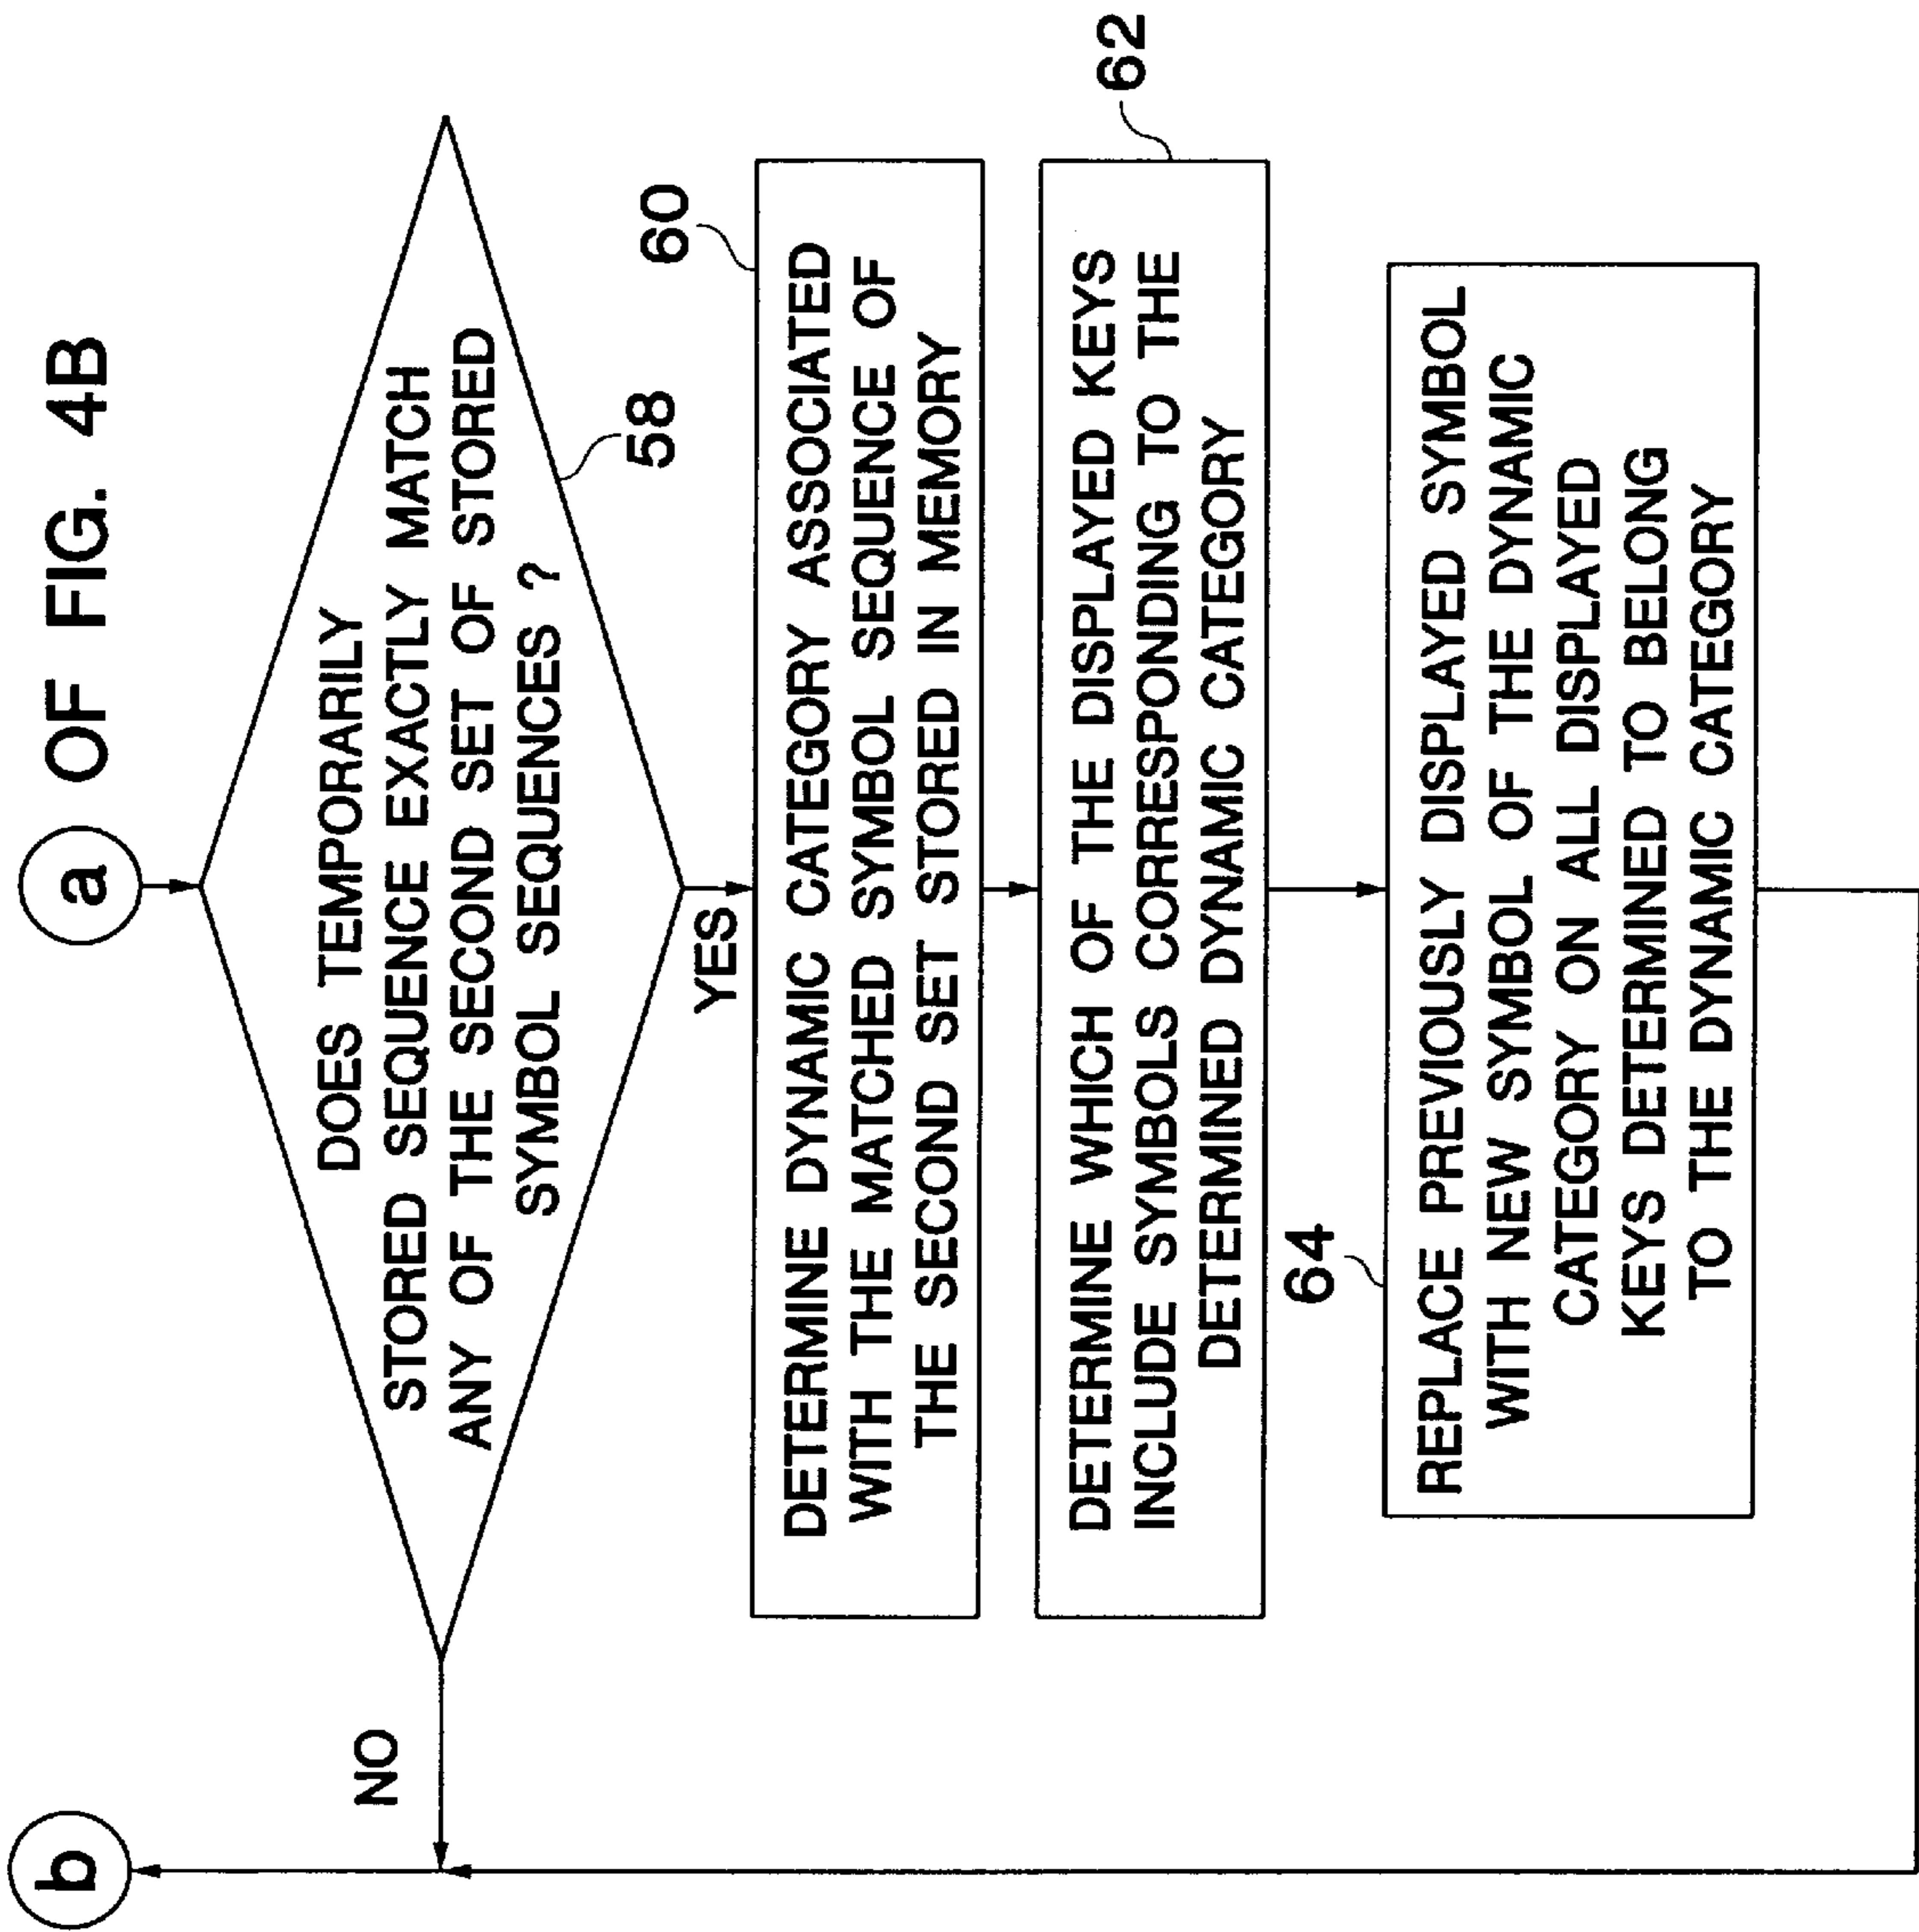 a OF FIG. 4B
b
DOES TEMPORARILY
STORED SEQUENCE EXACTLY MATCH
ANY OF THE SECOND SET OF STORED
SYMBOL SEQUENCES ?
58
NO
YES
60
DETERMINE DYNAMIC CATEGORY ASSOCIATED
WITH THE MATCHED SYMBOL SEQUENCE OF
THE SECOND SET STORED IN MEMORY
62
DETERMINE WHICH OF THE DISPLAYED KEYS
INCLUDE SYMBOLS CORRESPONDING TO THE
DETERMINED DYNAMIC CATEGORY
64
REPLACE PREVIOUSLY DISPLAYED SYMBOL
WITH NEW SYMBOL OF THE DYNAMIC
CATEGORY ON ALL DISPLAYED
KEYS DETERMINED TO BELONG
TO THE DYNAMIC CATEGORY